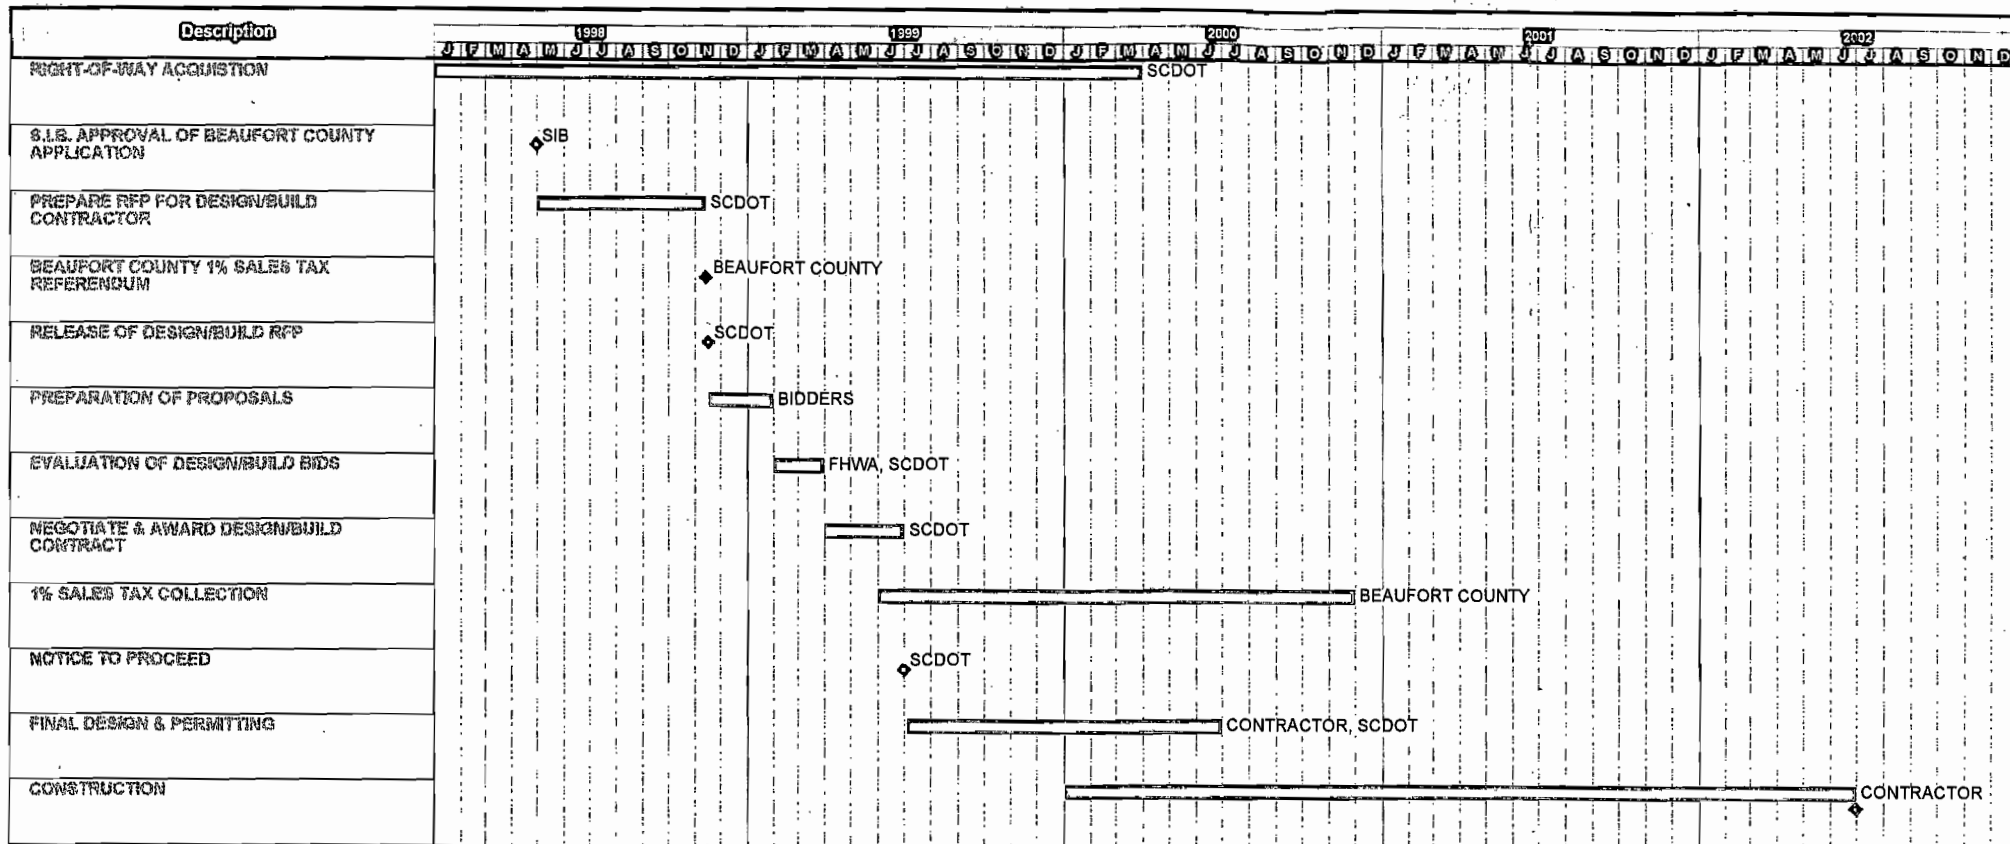 Description
1998 1999 2000 2001 2002
J F M A M J J A S O N D J F M A M J J A S O N D J F M A M J J A S O N D J F M A M J J A S O N D J F M A M J J A S O N D
RIGHT-OF-WAY ACQUISTION
SCDOT
S.I.B. APPROVAL OF BEAUFORT COUNTY
APPLICATION
SIB
PREPARE RFP FOR DESIGN/BUILD
CONTRACTOR
SCDOT
BEAUFORT COUNTY 1% SALES TAX
REFERENDUM
BEAUFORT COUNTY
RELEASE OF DESIGN/BUILD RFP
SCDOT
PREPARATION OF PROPOSALS
BIDDERS
EVALUATION OF DESIGN/BUILD BIDS
FHWA, SCDOT
NEGOTIATE & AWARD DESIGN/BUILD
CONTRACT
SCDOT
1% SALES TAX COLLECTION
BEAUFORT COUNTY
NOTICE TO PROCEED
SCDOT
FINAL DESIGN & PERMITTING
CONTRACTOR, SCDOT
CONSTRUCTION
CONTRACTOR